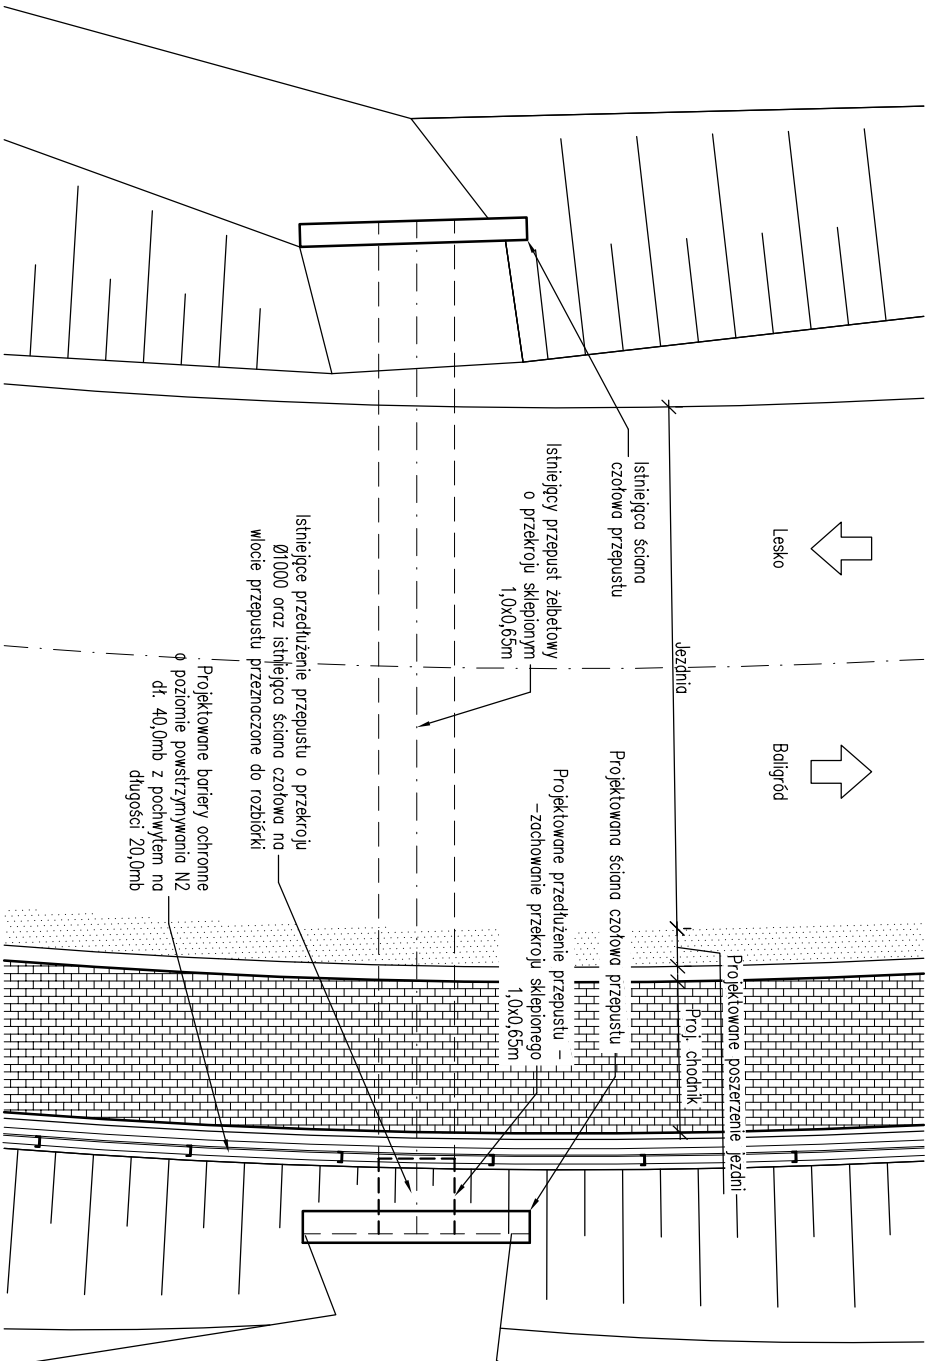 Lesko
Baligród
Jezdnia
Projektowane poszerzenie jezdni
Proj. chodnik
Istniejąca ściana
czołowa przepustu
Projektowana ściana czołowa przepustu
Istniejący przepust żelbetowy
o przekroju sklepionym
1,0x0,65m
Projektowane przedłużenie przepustu –
–zachowanie przekroju sklepionego
1,0x0,65m
Istniejące przedłużenie przepustu o przekroju
Ø1000 oraz istniejąca ściana czołowa na
wlocie przepustu przeznaczone do rozbiórki
Projektowane bariery ochronne
o poziomie powstrzymywania N2
dł. 40,0mb z pochwytem na
długości 20,0mb